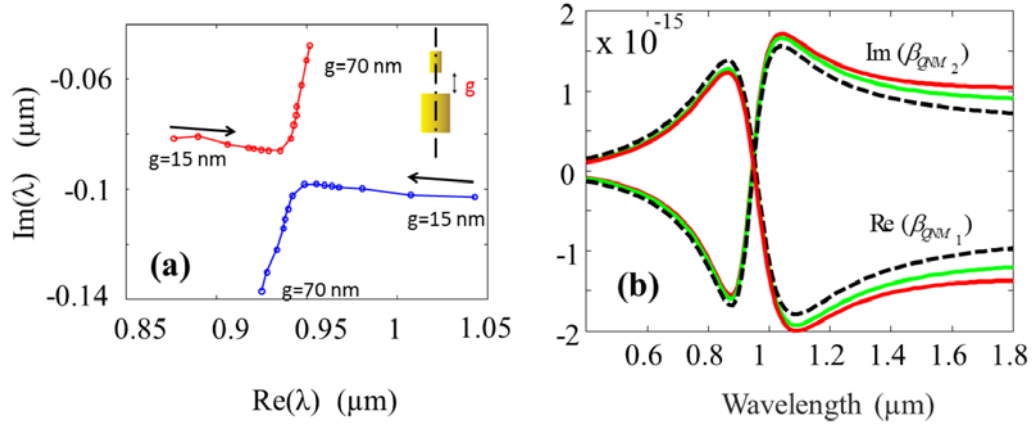 (a)
g=70 nm
g
g=15 nm
g=15 nm
g=70 nm
-0.06
-0.1
-0.14
Im(λ) (μm)
0.85 0.9 0.95 1 1.05
Re(λ) (μm)
x 10-15
Im (βQNM 2)
Re (βQNM 1)
(b)
2
1
0
-1
-2
0.6 0.8 1 1.2 1.4 1.6 1.8
Wavelength (μm)